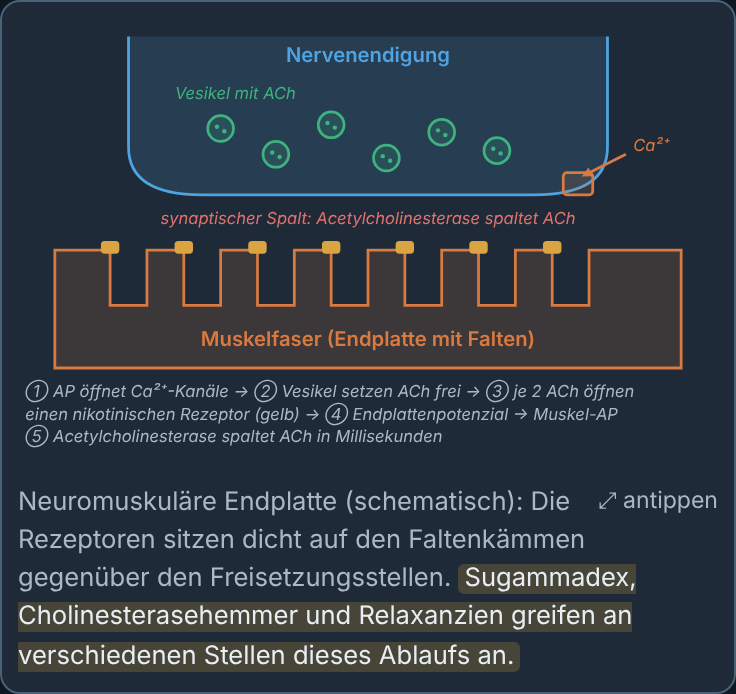 Nervenendigung
Vesikel mit ACh
Ca²⁺
synaptischer Spalt: Acetylcholinesterase spaltet ACh
Muskelfaser (Endplatte mit Falten)
① AP öffnet Ca²⁺-Kanäle → ② Vesikel setzen ACh frei → ③ je 2 ACh öffnen
einen nikotinischen Rezeptor (gelb) → ④ Endplattenpotenzial → Muskel-AP
⑤ Acetylcholinesterase spaltet ACh in Millisekunden
Neuromuskuläre Endplatte (schematisch): Die
⤢ antippen
Rezeptoren sitzen dicht auf den Faltenkämmen
gegenüber den Freisetzungsstellen. Sugammadex,
Cholinesterasehemmer und Relaxanzien greifen an
verschiedenen Stellen dieses Ablaufs an.